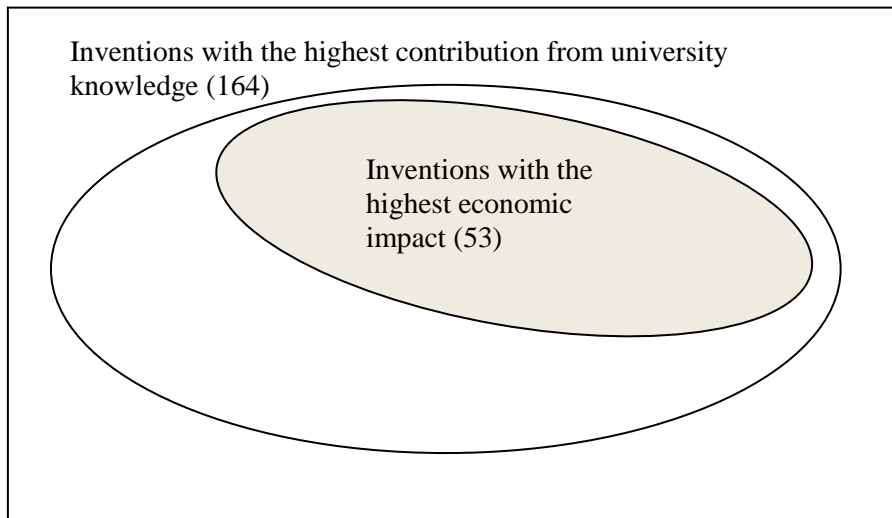 Inventions with the highest contribution from university
knowledge (164)
Inventions with the
highest economic
impact (53)